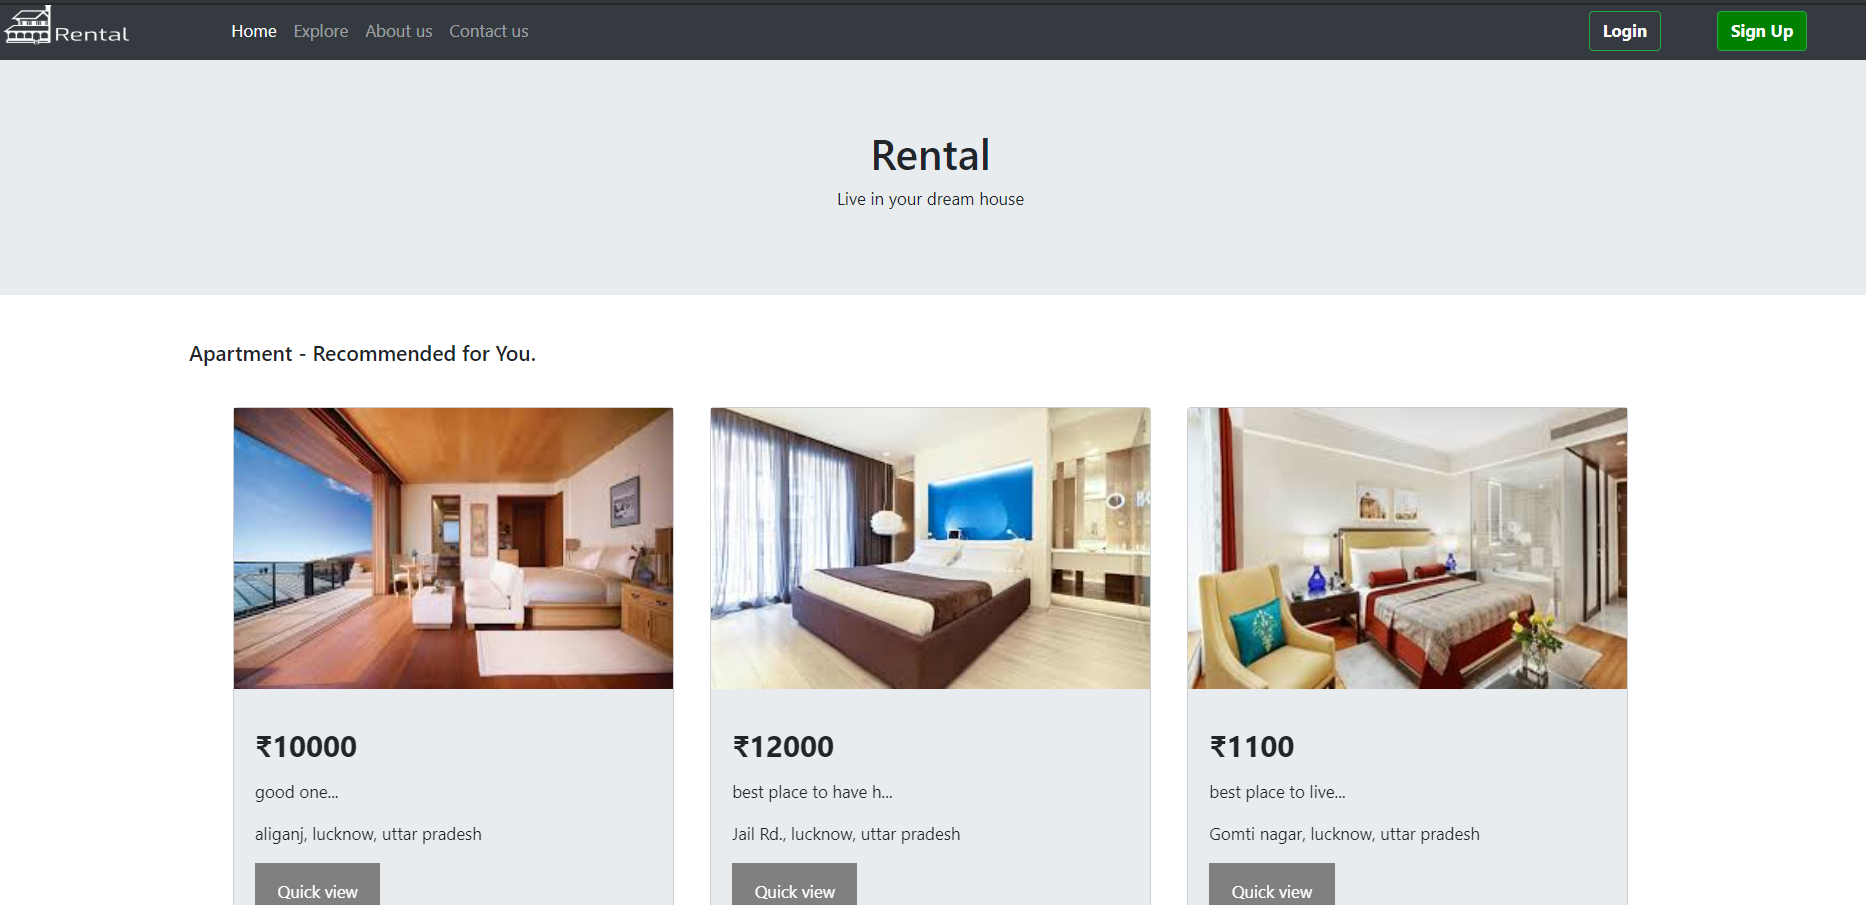 Rental
Home Explore About us Contact us Login Sign Up
Rental
Live in your dream house
Apartment - Recommended for You.
₹10000
good one...
aliganj, lucknow, uttar pradesh
Quick view
₹12000
best place to have h...
Jail Rd., lucknow, uttar pradesh
Quick view
₹1100
best place to live...
Gomti nagar, lucknow, uttar pradesh
Quick view